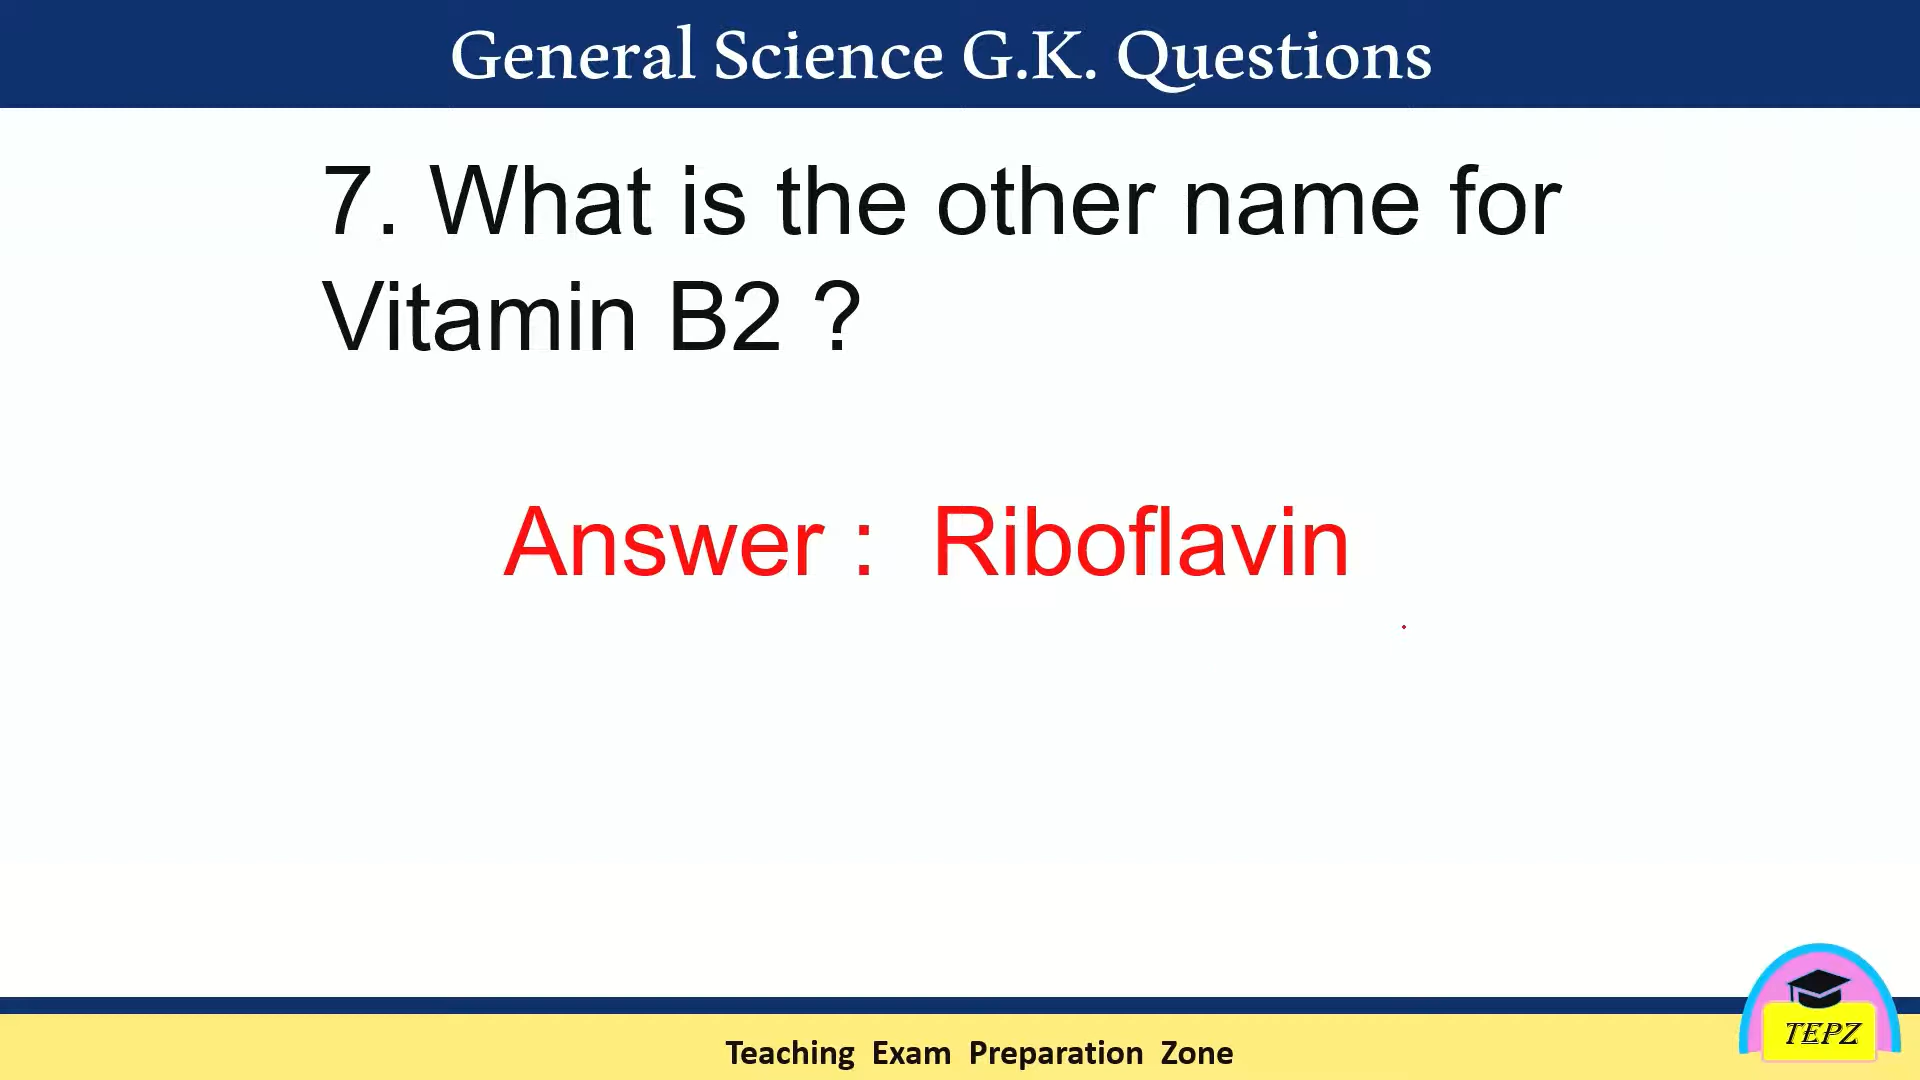 General Science G.K. Questions
7. What is the other name for
Vitamin B2 ?
Answer : Riboflavin
TEPZ
Teaching Exam Preparation Zone